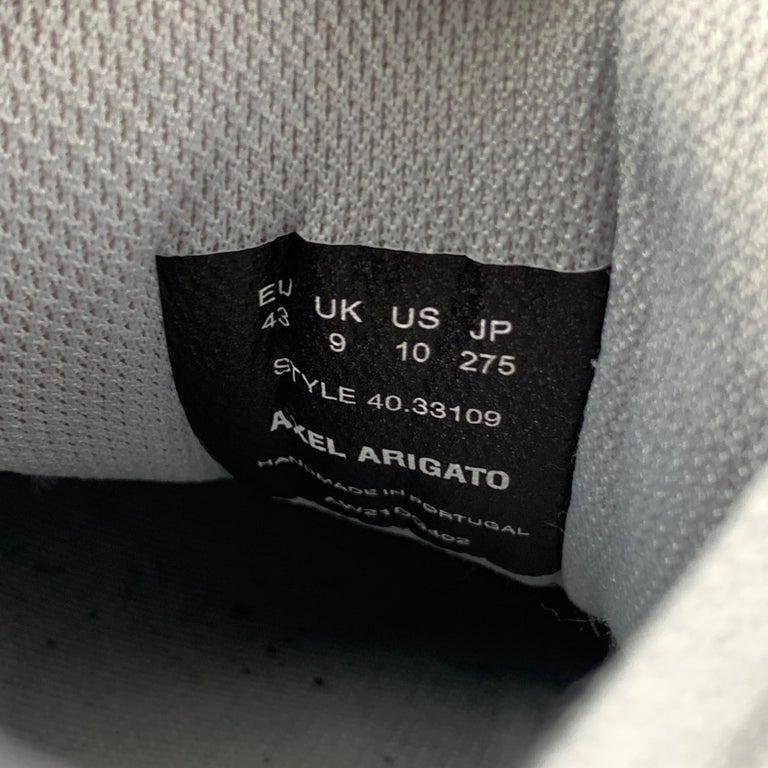 EU UK US JP
43 9 10 275
STYLE 40.33109
AXEL ARIGATO
HANDMADE IN PORTUGAL